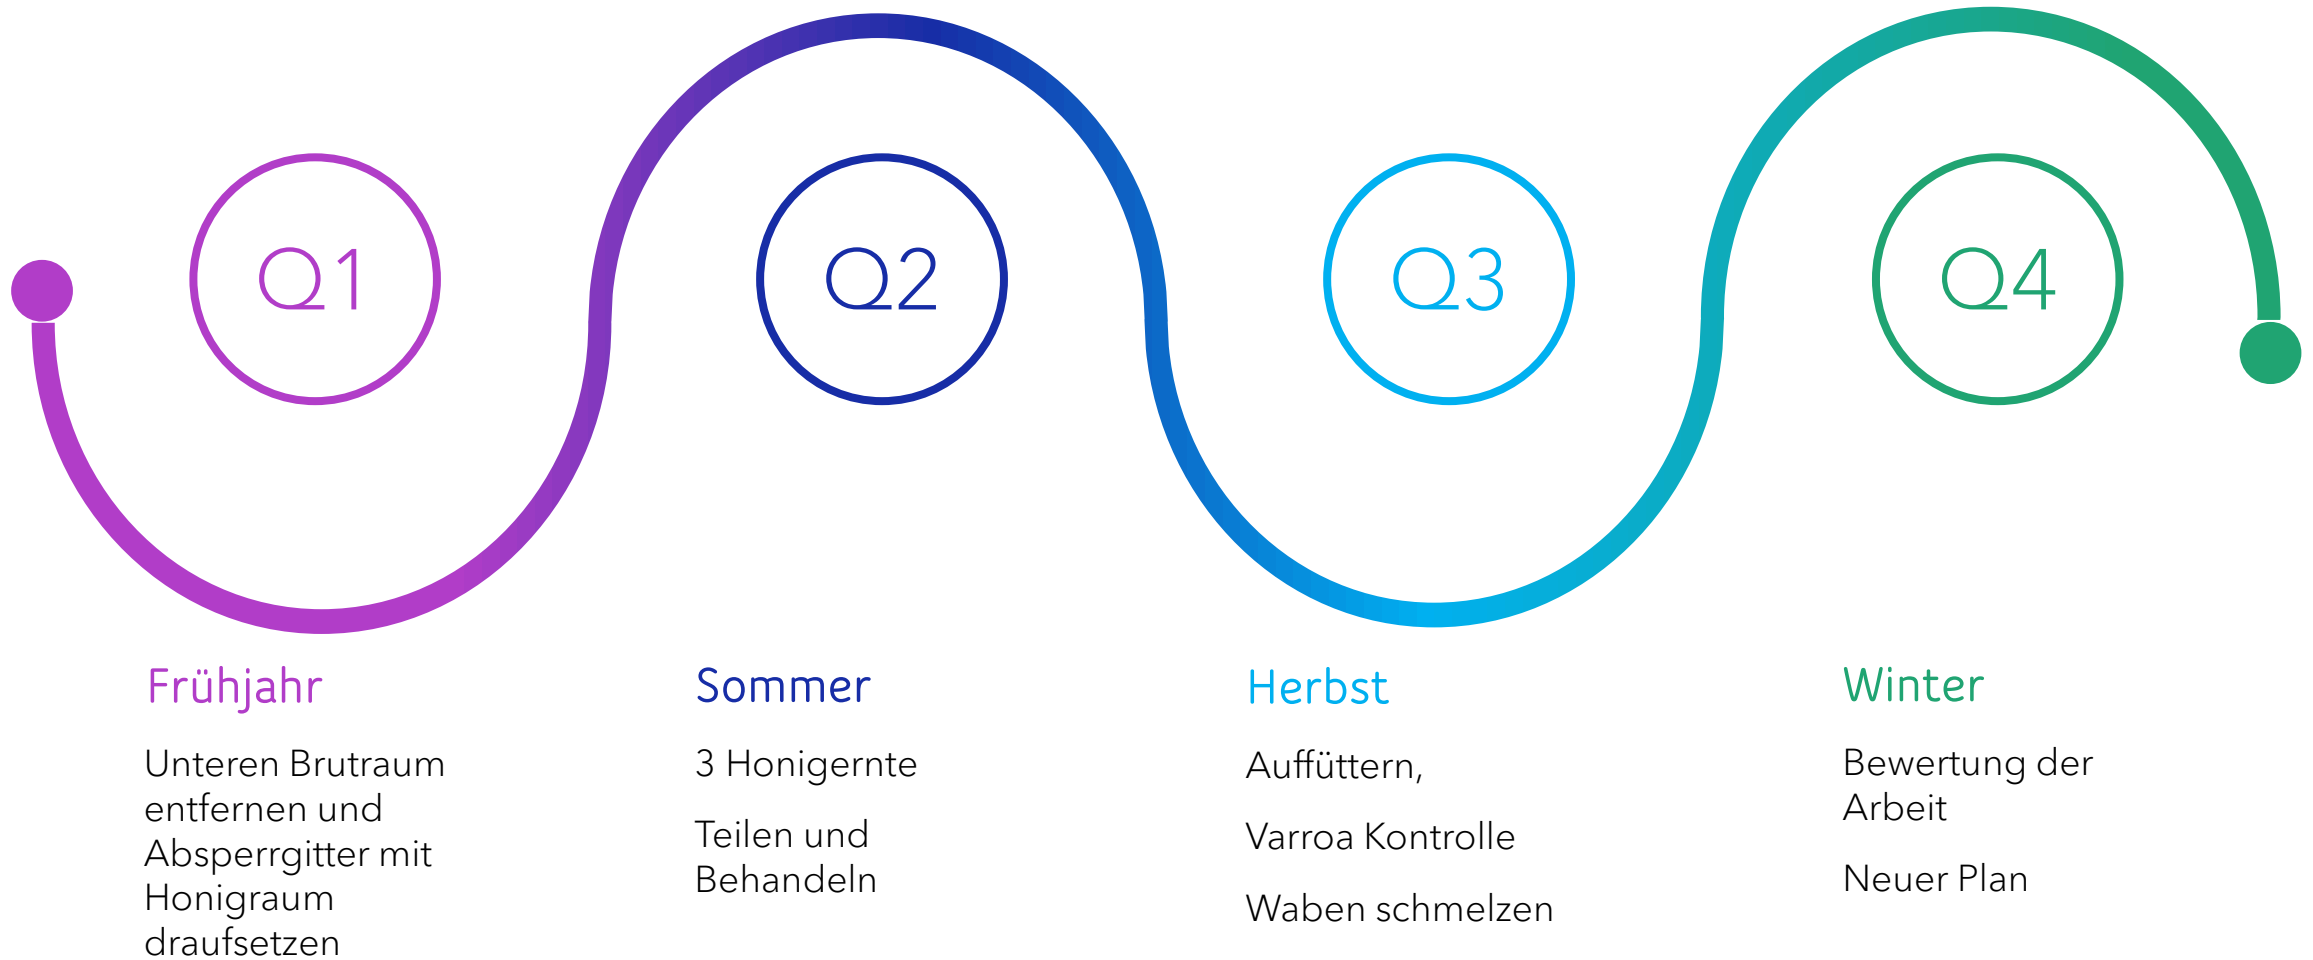 Q1
Q2
Q3
Q4
Frühjahr
Unteren Brutraum
entfernen und
Absperrgitter mit
Honigraum
draufsetzen
Sommer
3 Honigernte
Teilen und
Behandeln
Herbst
Auffüttern,
Varroa Kontrolle
Waben schmelzen
Winter
Bewertung der
Arbeit
Neuer Plan